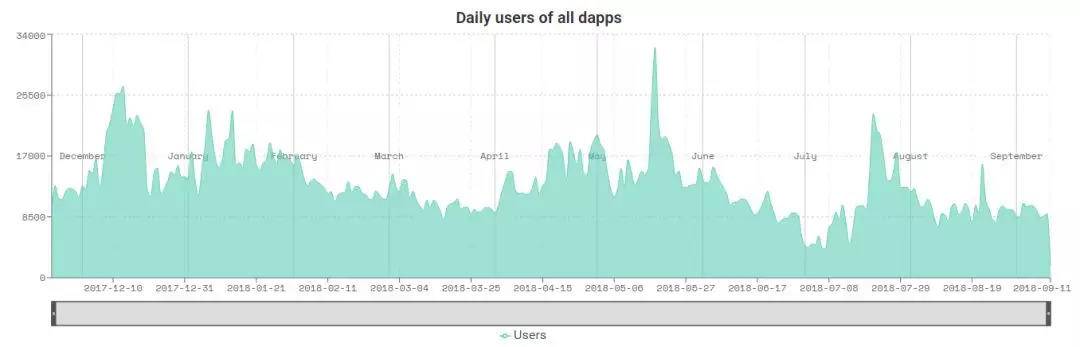 Daily users of all dapps
34000
25500
17000
8500
0
December January February March April May June July August September
2017-12-10 2017-12-31 2018-01-21 2018-02-11 2018-03-04 2018-03-25 2018-04-15 2018-05-06 2018-05-27 2018-06-17 2018-07-08 2018-07-29 2018-08-19 2018-09-11
Users